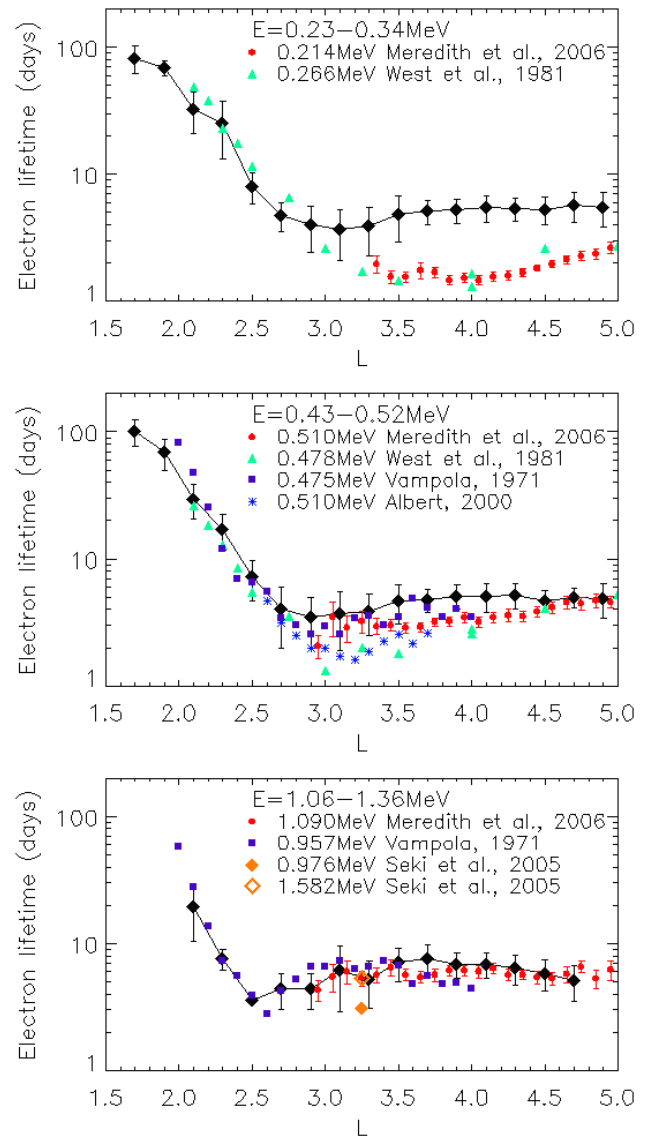 E=0.23−0.34MeV
0.214MeV Meredith et al., 2006
0.266MeV West et al., 1981
Electron lifetime (days)
100
10
1
1.5 2.0 2.5 3.0 3.5 4.0 4.5 5.0
L
E=0.43−0.52MeV
0.510MeV Meredith et al., 2006
0.478MeV West et al., 1981
0.475MeV Vampola, 1971
0.510MeV Albert, 2000
Electron lifetime (days)
100
10
1
1.5 2.0 2.5 3.0 3.5 4.0 4.5 5.0
L
E=1.06−1.36MeV
1.090MeV Meredith et al., 2006
0.957MeV Vampola, 1971
0.976MeV Seki et al., 2005
1.582MeV Seki et al., 2005
Electron lifetime (days)
100
10
1
1.5 2.0 2.5 3.0 3.5 4.0 4.5 5.0
L